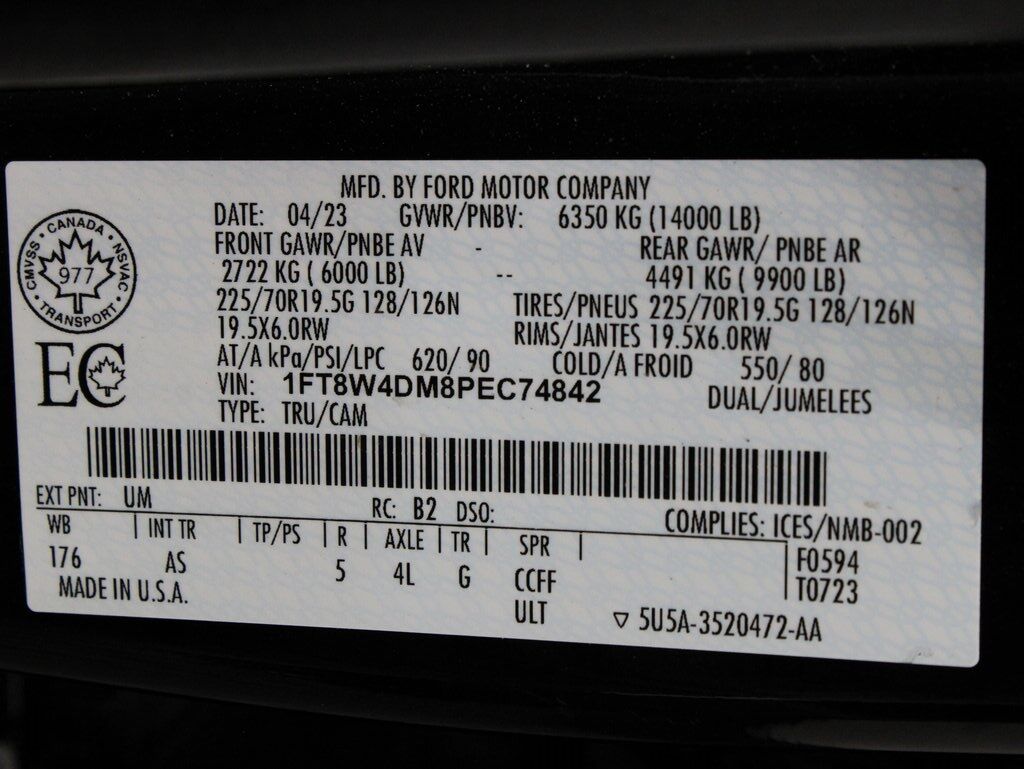 MFD. BY FORD MOTOR COMPANY
DATE: 04/23 GVWR/PNBV: 6350 KG (14000 LB)
FRONT GAWR/PNBE AV - REAR GAWR/ PNBE AR
2722 KG ( 6000 LB) -- 4491 KG ( 9900 LB)
225/70R19.5G 128/126N TIRES/PNEUS 225/70R19.5G 128/126N
19.5X6.0RW RIMS/JANTES 19.5X6.0RW
AT/A kPa/PSI/LPC 620/ 90 COLD/A FROID 550/ 80
VIN: 1FT8W4DM8PEC74842 DUAL/JUMELEES
TYPE: TRU/CAM
CANADA
CMVSS 977 NSVAC
TRANSPORT
EC
EXT PNT: UM RC: B2 DSO: COMPLIES: ICES/NMB-002
WB INT TR TP/PS R AXLE TR SPR F0594
176 AS 5 4L G CCFF T0723
MADE IN U.S.A. ULT ▽ 5U5A-3520472-AA